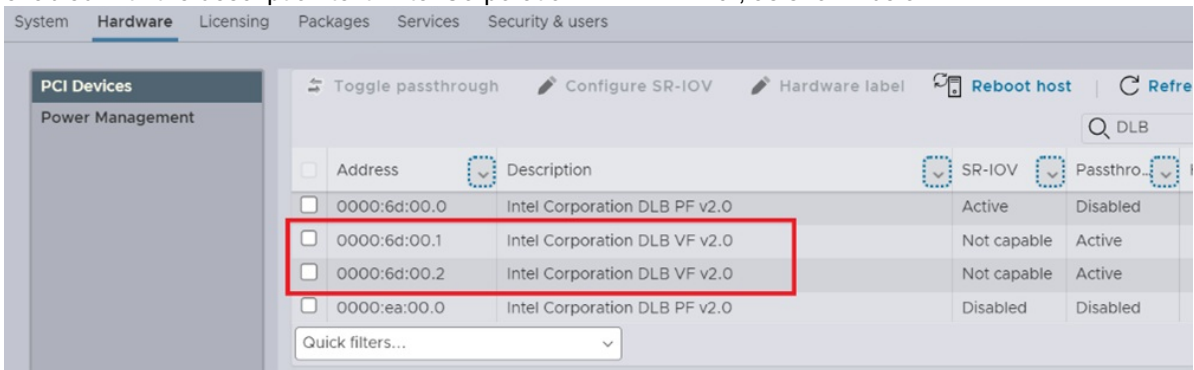 System Hardware Licensing Packages Services Security & users
PCI Devices
Power Management
Toggle passthrough Configure SR-IOV Hardware label Reboot host Refre
DLB
Address Description SR-IOV Passthro...
0000:6d:00.0 Intel Corporation DLB PF v2.0 Active Disabled
0000:6d:00.1 Intel Corporation DLB VF v2.0 Not capable Active
0000:6d:00.2 Intel Corporation DLB VF v2.0 Not capable Active
0000:ea:00.0 Intel Corporation DLB PF v2.0 Disabled Disabled
Quick filters...